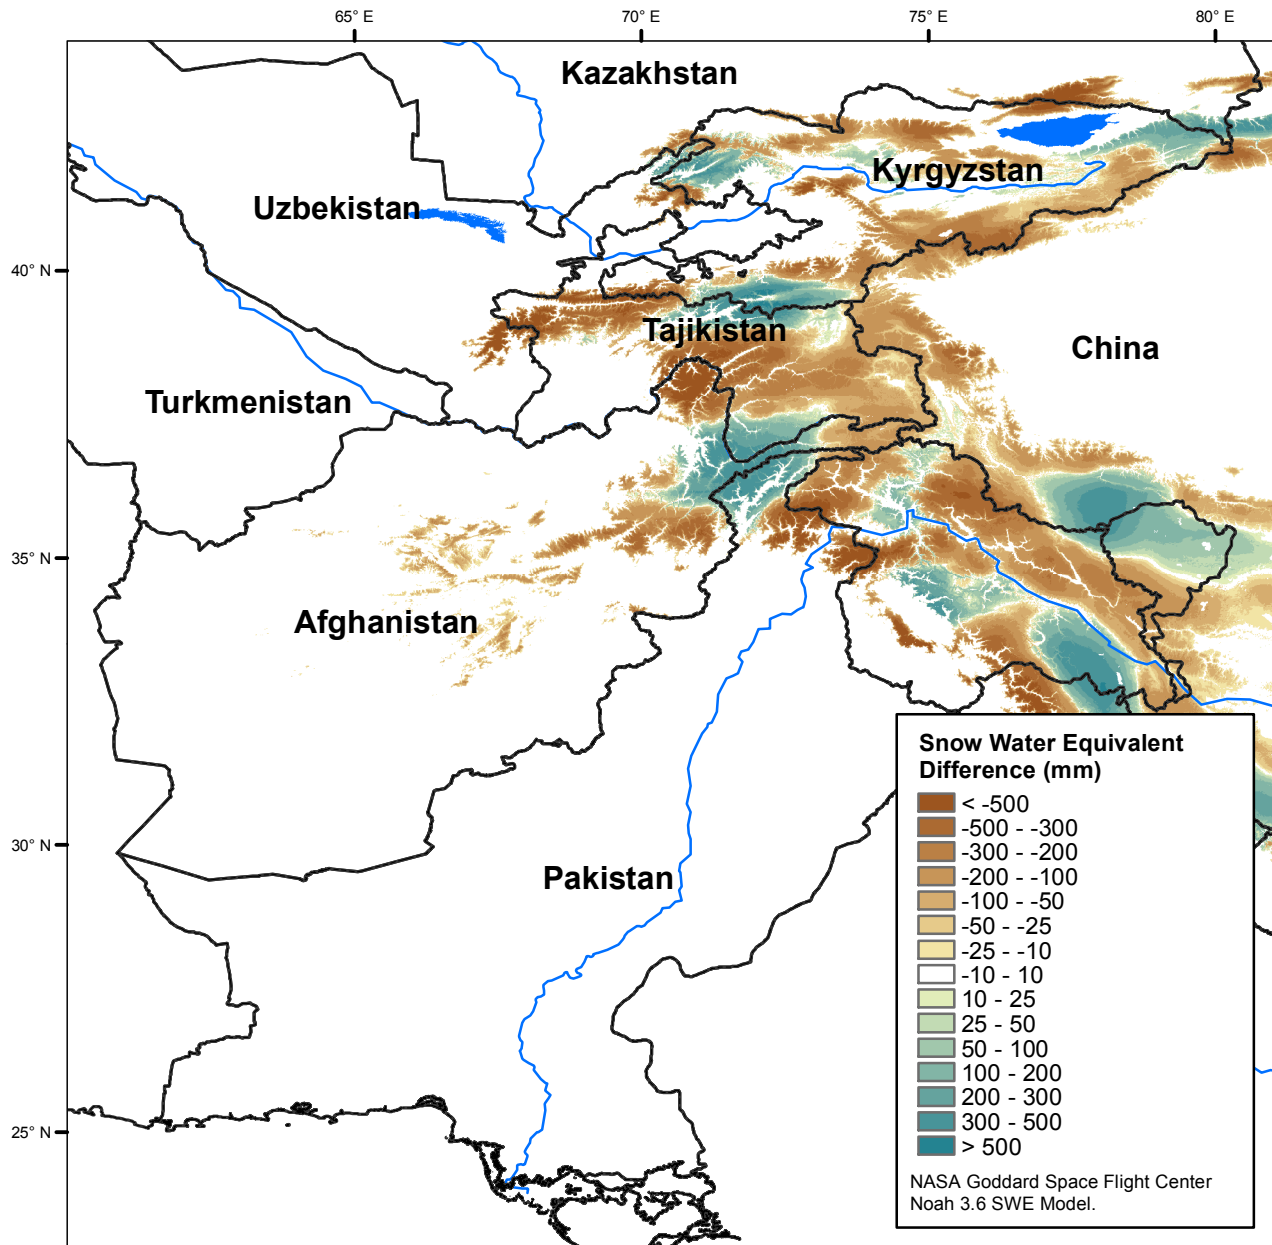 65° E
70° E
75° E
80° E
Kazakhstan
Kyrgyzstan
Uzbekistan
40° N
Tajikistan
China
Turkmenistan
35° N
Afghanistan
Snow Water Equivalent
Difference (mm)
< -500
-500 - -300
-300 - -200
-200 - -100
-100 - -50
-50 - -25
-25 - -10
-10 - 10
10 - 25
25 - 50
50 - 100
100 - 200
200 - 300
300 - 500
> 500
NASA Goddard Space Flight Center
Noah 3.6 SWE Model.
30° N
Pakistan
25° N